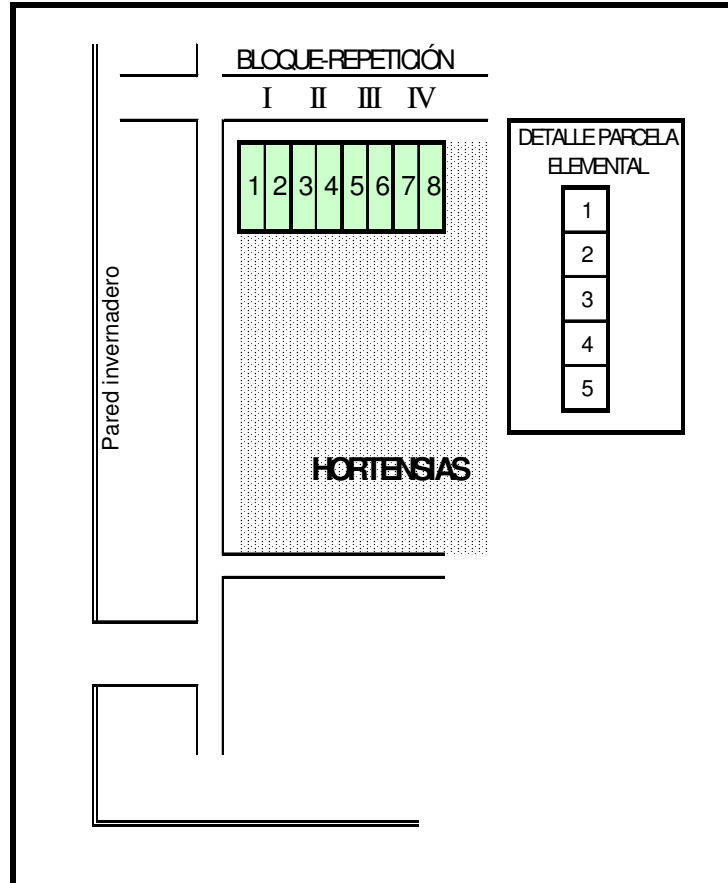 BLOQUE-REPETICIÓN
I II III IV
DETALLE PARCELA
ELEMENTAL
1 2 3 4 5 6 7 8
1
2
3
4
5
Pared invernadero
HORTENSIAS